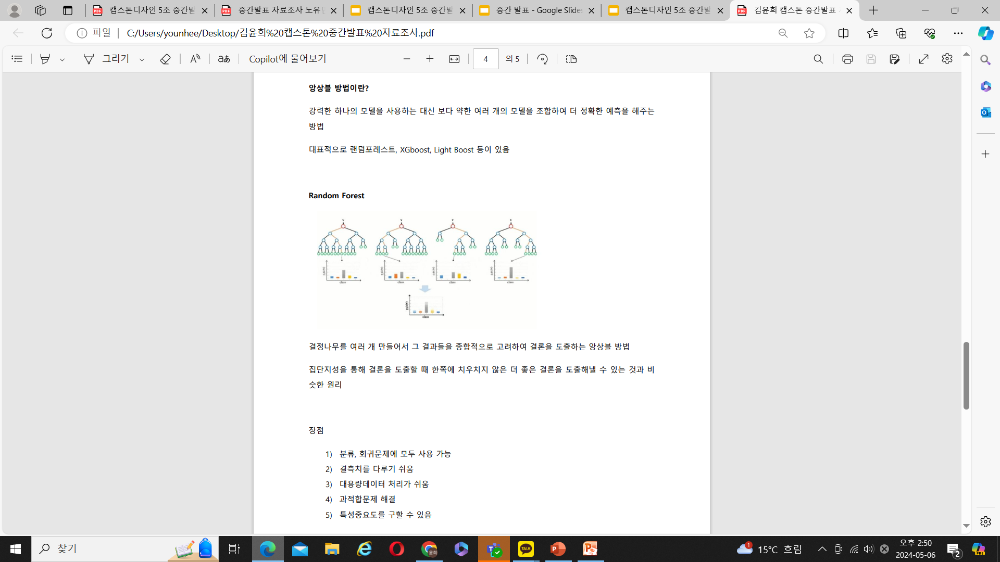 캡스톤디자인 5조 중간발
중간발표 자료조사 노유민
캡스톤디자인 5조 중간발
중간 발표 - Google Slides
캡스톤디자인 5조 중간발
김윤희 캡스톤 중간발표
파일
C:/Users/younhee/Desktop/김윤희%20캡스톤%20중간발표%20자료조사.pdf
그리기
aあ
Copilot에 물어보기
4
의 5
앙상블 방법이란?
강력한 하나의 모델을 사용하는 대신 보다 약한 여러 개의 모델을 조합하여 더 정확한 예측을 해주는
방법
대표적으로 랜덤포레스트, XGboost, Light Boost 등이 있음
Random Forest
class
class
class
class
class
결정나무를 여러 개 만들어서 그 결과들을 종합적으로 고려하여 결론을 도출하는 앙상블 방법
집단지성을 통해 결론을 도출할 때 한쪽에 치우치지 않은 더 좋은 결론을 도출해낼 수 있는 것과 비
슷한 원리
장점
1) 분류, 회귀문제에 모두 사용 가능
2) 결측치를 다루기 쉬움
3) 대용량데이터 처리가 쉬움
4) 과적합문제 해결
5) 특성중요도를 구할 수 있음
찾기
윤희
TALK
1
15°C 흐림
오후 2:50
2024-05-06
2
PRE